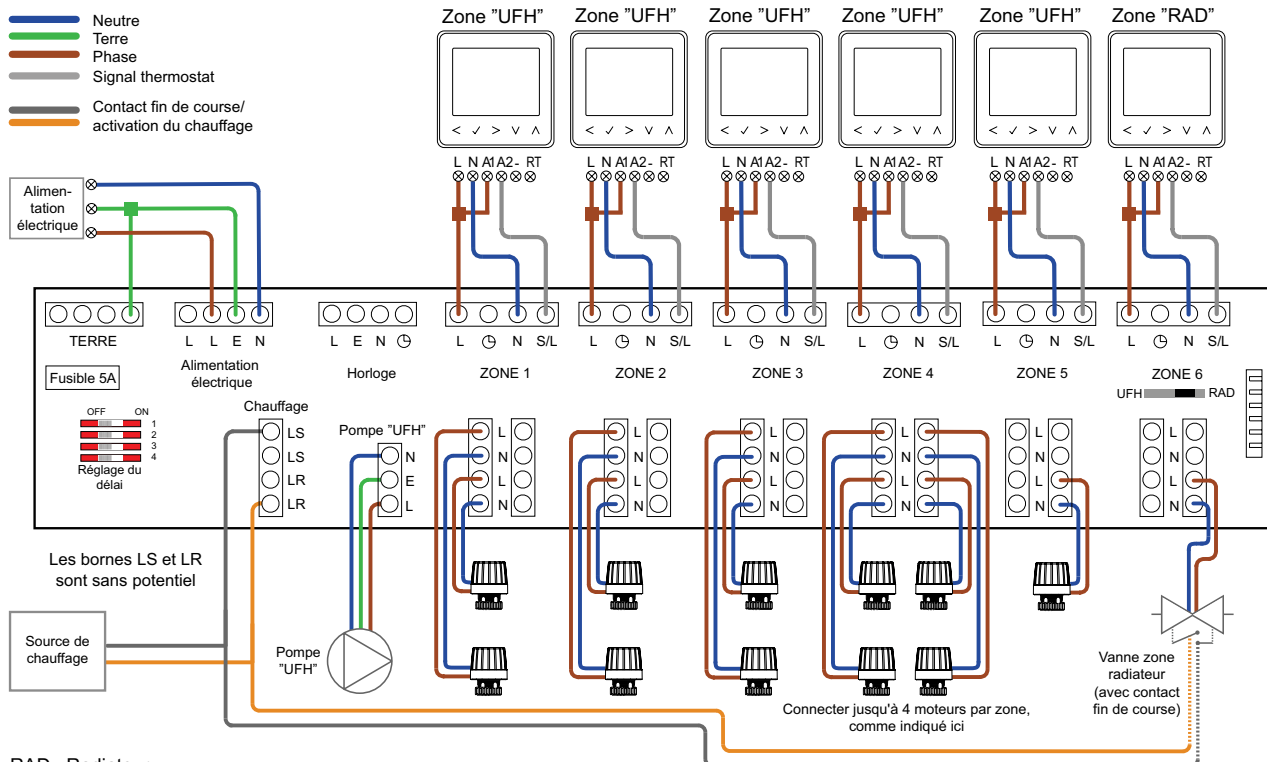 Neutre
Terre
Phase
Signal thermostat
Contact fin de course/
activation du chauffage
Zone "UFH"
Zone "UFH"
Zone "UFH"
Zone "UFH"
Zone "UFH"
Zone "RAD"
L N A1 A2 - RT
L N A1 A2 - RT
L N A1 A2 - RT
L N A1 A2 - RT
L N A1 A2 - RT
L N A1 A2 - RT
Alimen-
tation
électrique
TERRE
L L E N
Alimentation
électrique
L E N
Horloge
L N S/L
ZONE 1
L N S/L
ZONE 2
L N S/L
ZONE 3
L N S/L
ZONE 4
L N S/L
ZONE 5
L N S/L
ZONE 6
UFH RAD
Fusible 5A
OFF ON
1
2
3
4
Réglage du
délai
Chauffage
LS
LS
LR
LR
Pompe "UFH"
N
E
L
L
N
L
N
L
N
L
N
L
N
L
N
L
N
L
N
L
N
L
N
L
N
L
N
Les bornes LS et LR
sont sans potentiel
Source de
chauffage
Pompe
"UFH"
Connecter jusqu'à 4 moteurs par zone,
comme indiqué ici
Vanne zone
radiateur
(avec contact
fin de course)